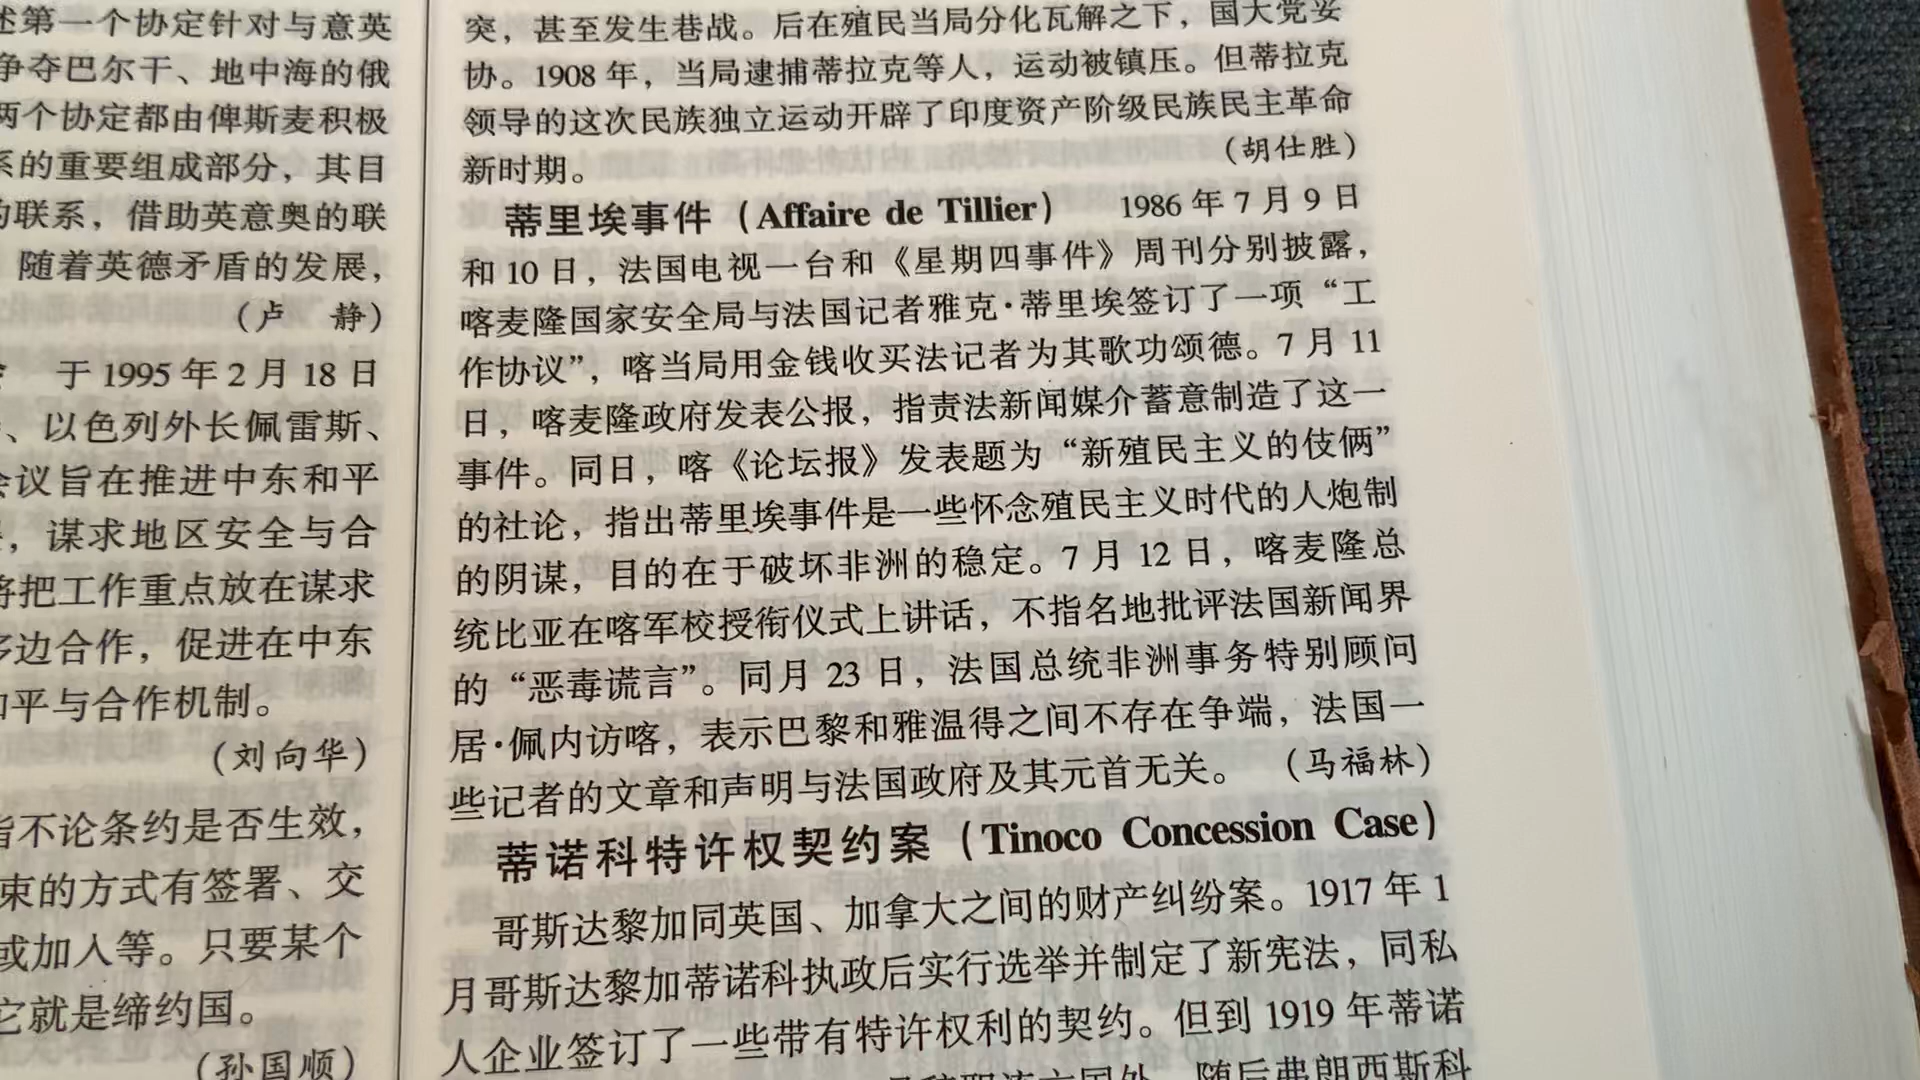 述第一个协定针对与意英
争夺巴尔干、地中海的俄
两个协定都由俾斯麦积极
系的重要组成部分，其目
的联系，借助英意奥的联
随着英德矛盾的发展，
（卢 静）
于 1995 年 2 月 18 日
、以色列外长佩雷斯、
会议旨在推进中东和平
，谋求地区安全与合
将把工作重点放在谋求
多边合作，促进在中东
和平与合作机制。
（刘向华）
指不论条约是否生效，
束的方式有签署、交
或加入等。只要某个
它就是缔约国。
（孙国顺）
突，甚至发生巷战。后在殖民当局分化瓦解之下，国大党妥
协。1908 年，当局逮捕蒂拉克等人，运动被镇压。但蒂拉克
领导的这次民族独立运动开辟了印度资产阶级民族民主革命
新时期。 （胡仕胜）
蒂里埃事件（Affaire de Tillier） 1986 年 7 月 9 日
和 10 日，法国电视一台和《星期四事件》周刊分别披露，
喀麦隆国家安全局与法国记者雅克·蒂里埃签订了一项“工
作协议”，喀当局用金钱收买法记者为其歌功颂德。7 月 11
日，喀麦隆政府发表公报，指责法新闻媒介蓄意制造了这一
事件。同日，喀《论坛报》发表题为“新殖民主义的伎俩”
的社论，指出蒂里埃事件是一些怀念殖民主义时代的人炮制
的阴谋，目的在于破坏非洲的稳定。7 月 12 日，喀麦隆总
统比亚在喀军校授衔仪式上讲话，不指名地批评法国新闻界
的“恶毒谎言”。同月 23 日，法国总统非洲事务特别顾问
居·佩内访喀，表示巴黎和雅温得之间不存在争端，法国一
些记者的文章和声明与法国政府及其元首无关。 （马福林）
蒂诺科特许权契约案（Tinoco Concession Case）
哥斯达黎加同英国、加拿大之间的财产纠纷案。1917 年 1
月哥斯达黎加蒂诺科执政后实行选举并制定了新宪法，同私
人企业签订了一些带有特许权利的契约。但到 1919 年蒂诺
随后弗朗西斯科